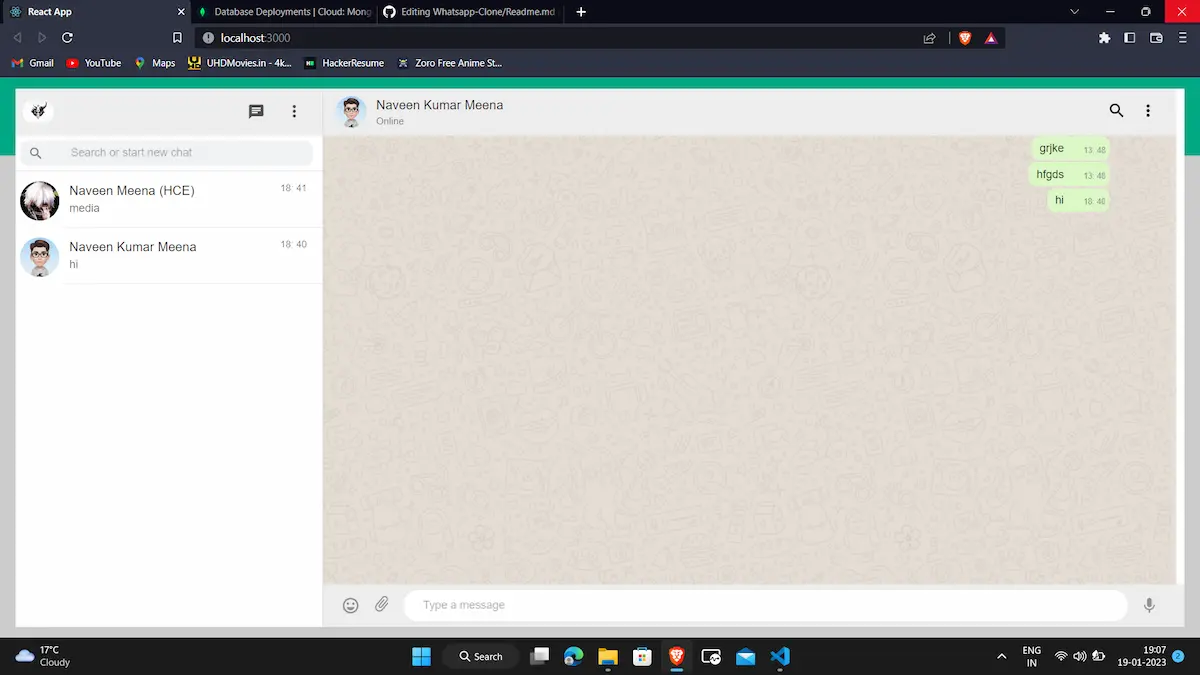 React App
Database Deployments | Cloud: Mong
Editing Whatsapp-Clone/Readme.md
localhost:3000
Gmail
YouTube
Maps
UHDMovies.in - 4k...
HackerResume
Zoro Free Anime St...
Naveen Kumar Meena
Online
Search or start new chat
Naveen Meena (HCE)
18: 41
media
Naveen Kumar Meena
18: 40
hi
grjke
13: 48
hfgds
13: 48
hi
18: 40
Type a message
17°C
Cloudy
Search
ENG
IN
19:07
19-01-2023
2